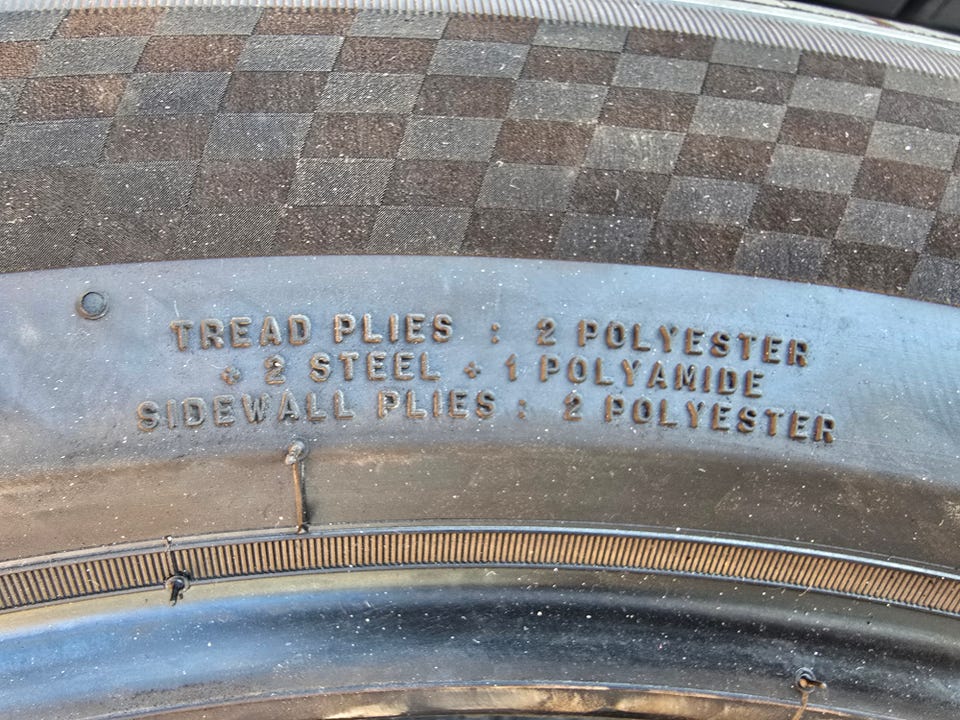 TREAD PLIES : 2 POLYESTER
+ 2 STEEL + 1 POLYAMIDE
SIDEWALL PLIES : 2 POLYESTER